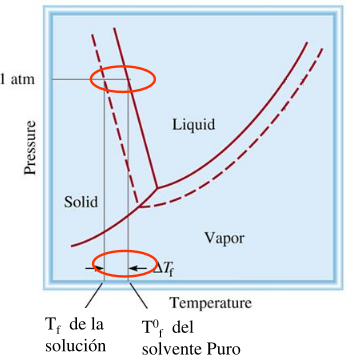 1 atm
Pressure
Liquid
Solid
Vapor
ΔTf
Temperature
Tf de la
solución
T⁰f del
solvente Puro